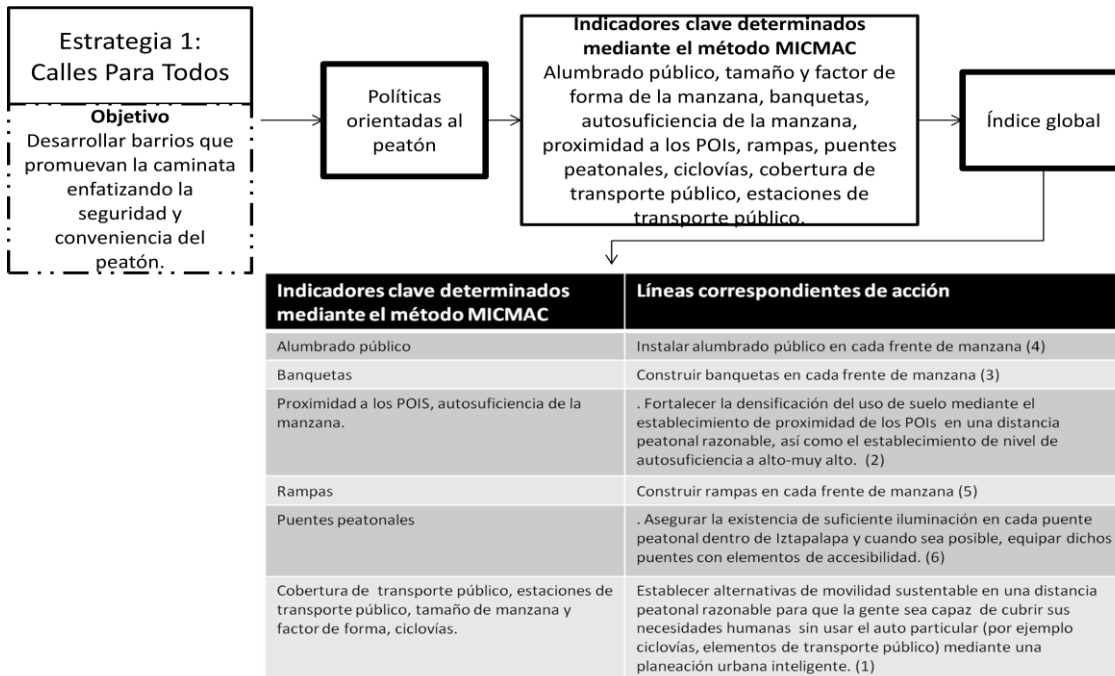 Estrategia 1:
Calles Para Todos
Objetivo
Desarrollar barrios que
promuevan la caminata
enfatizando la
seguridad y
conveniencia del
peatón.
Políticas
orientadas al
peatón
Indicadores clave determinados
mediante el método MICMAC
Alumbrado público, tamaño y factor de
forma de la manzana, banquetas,
autosuficiencia de la manzana,
proximidad a los POIs, rampas, puentes
peatonales, ciclovías, cobertura de
transporte público, estaciones de
transporte público.
Índice global
Indicadores clave determinados
mediante el método MICMAC
Líneas correspondientes de acción
Alumbrado público
Instalar alumbrado público en cada frente de manzana (4)
Banquetas
Construir banquetas en cada frente de manzana (3)
Proximidad a los POIS, autosuficiencia de la
manzana.
. Fortalecer la densificación del uso de suelo mediante el
establecimiento de proximidad de los POIs en una distancia
peatonal razonable, así como el establecimiento de nivel de
autosuficiencia a alto-muy alto. (2)
Rampas
Construir rampas en cada frente de manzana (5)
Puentes peatonales
. Asegurar la existencia de suficiente iluminación en cada puente
peatonal dentro de Iztapalapa y cuando sea posible, equipar dichos
puentes con elementos de accesibilidad. (6)
Cobertura de transporte público, estaciones de
transporte público, tamaño de manzana y
factor de forma, ciclovías.
Establecer alternativas de movilidad sustentable en una distancia
peatonal razonable para que la gente sea capaz de cubrir sus
necesidades humanas sin usar el auto particular (por ejemplo
ciclovías, elementos de transporte público) mediante una
planeación urbana inteligente. (1)